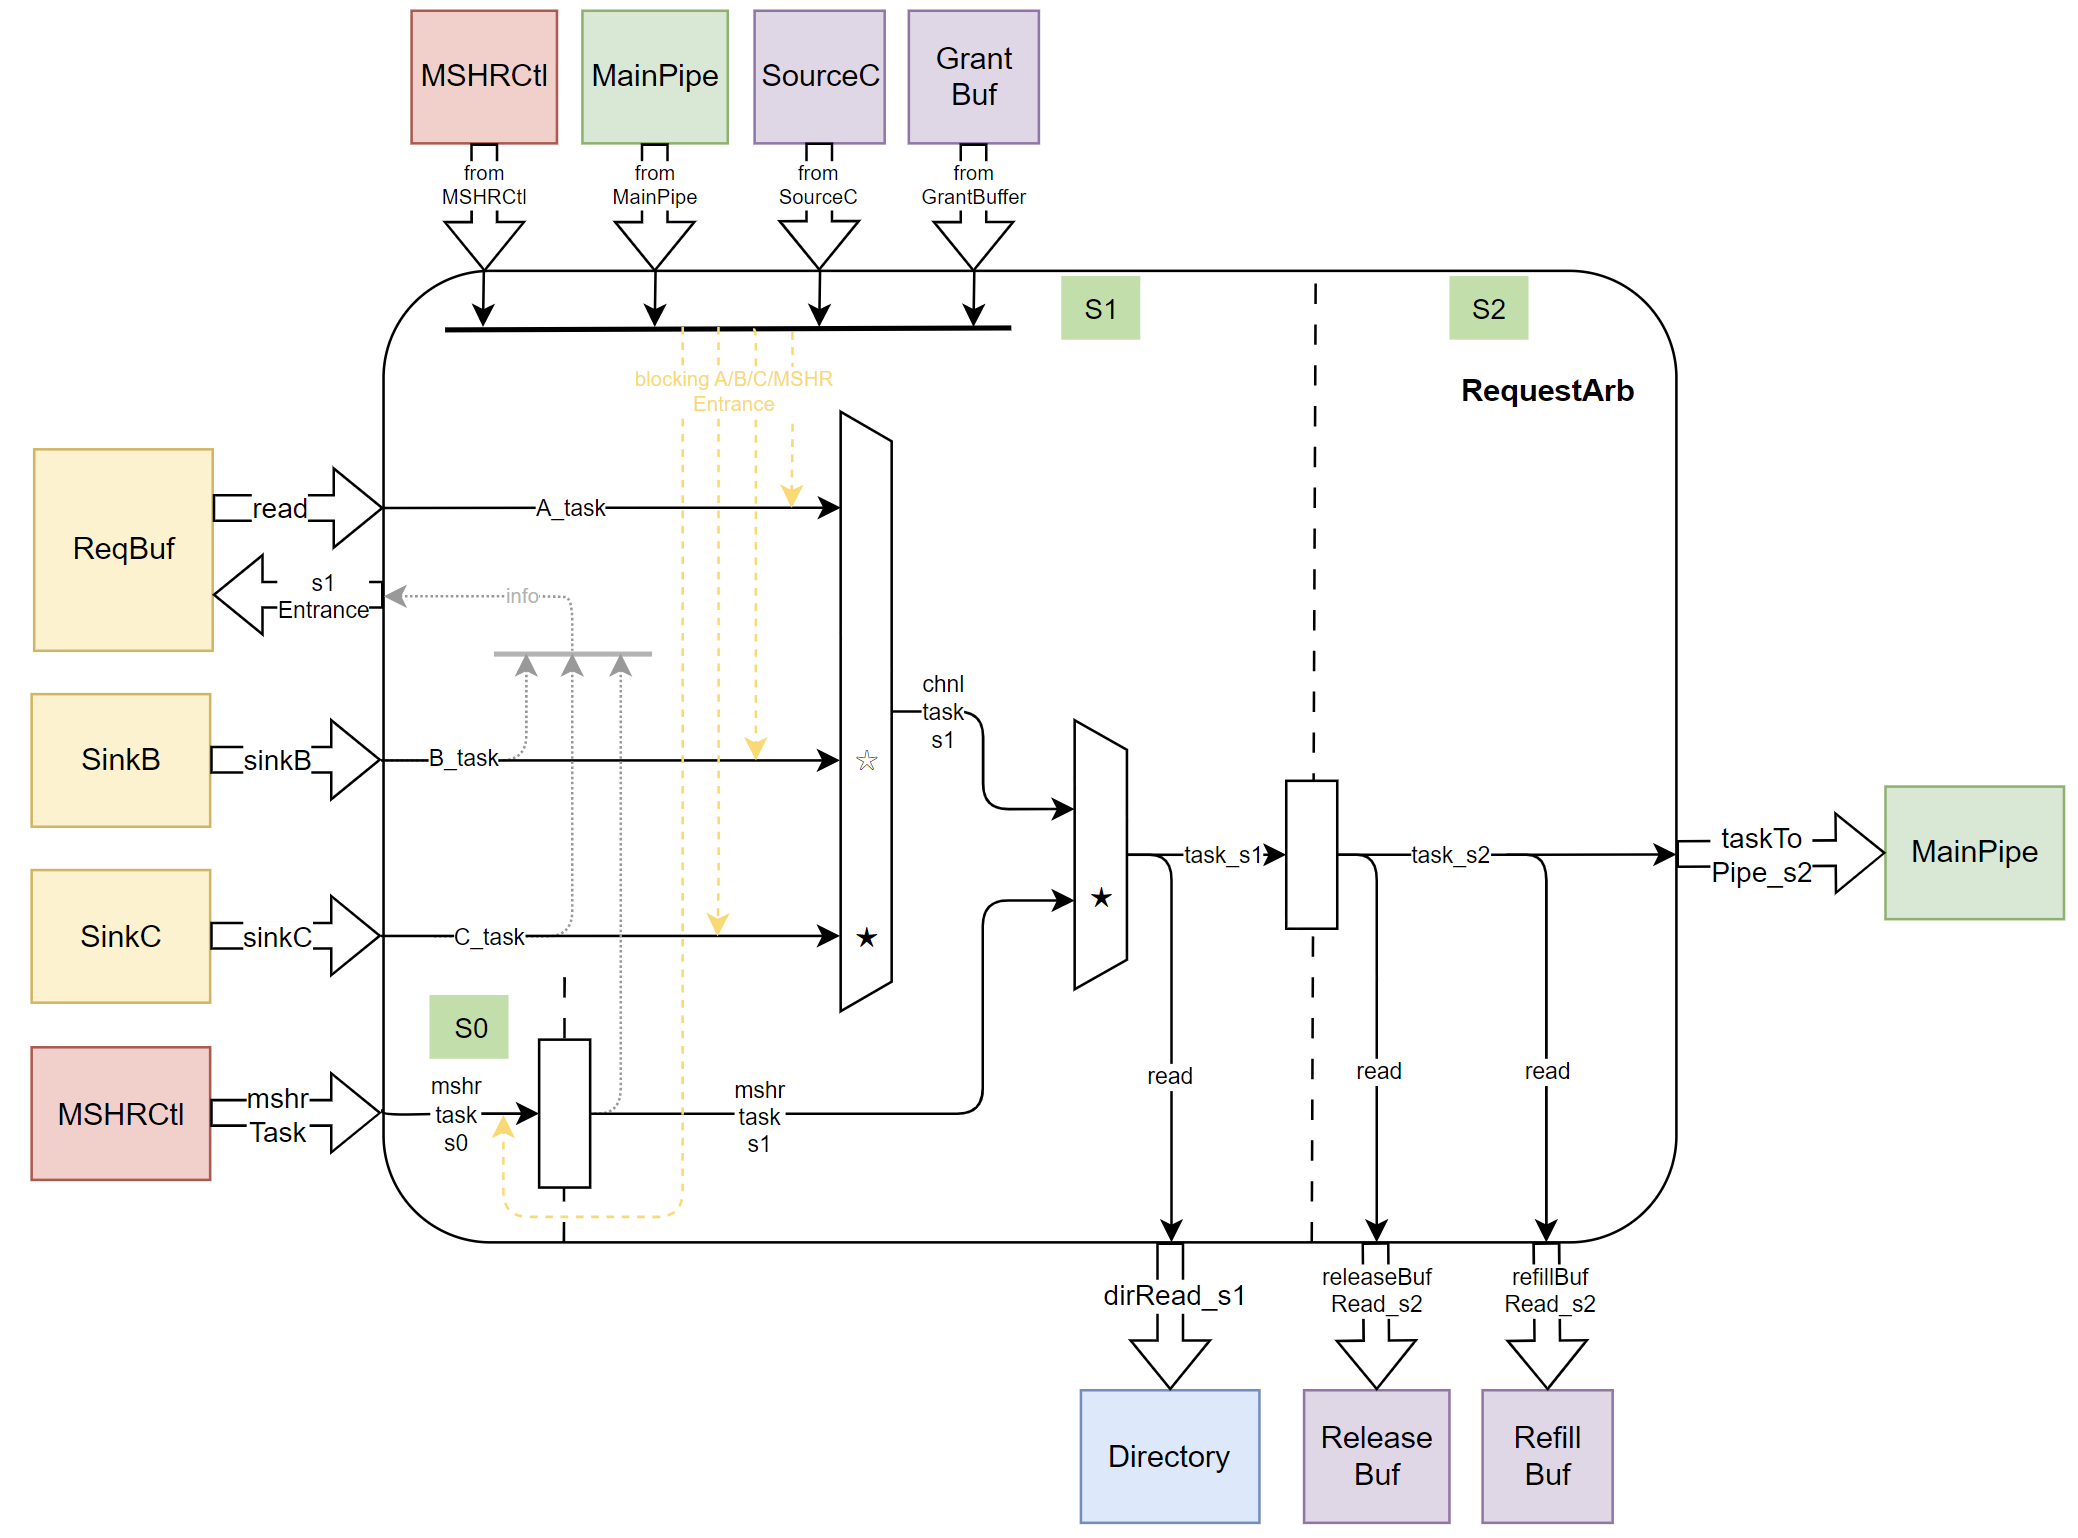 MSHRCtl
MainPipe
SourceC
Grant
Buf
from
MSHRCtl
from
MainPipe
from
SourceC
from
GrantBuffer
S1
S2
RequestArb
blocking A/B/C/MSHR
Entrance
ReqBuf
read
A_task
s1
Entrance
info
SinkB
sinkB
B_task
chnl
task
s1
SinkC
sinkC
C_task
task_s1
task_s2
taskTo
Pipe_s2
MainPipe
S0
MSHRCtl
mshr
Task
mshr
task
s0
mshr
task
s1
read
read
read
dirRead_s1
releaseBuf
Read_s2
refillBuf
Read_s2
Directory
Release
Buf
Refill
Buf